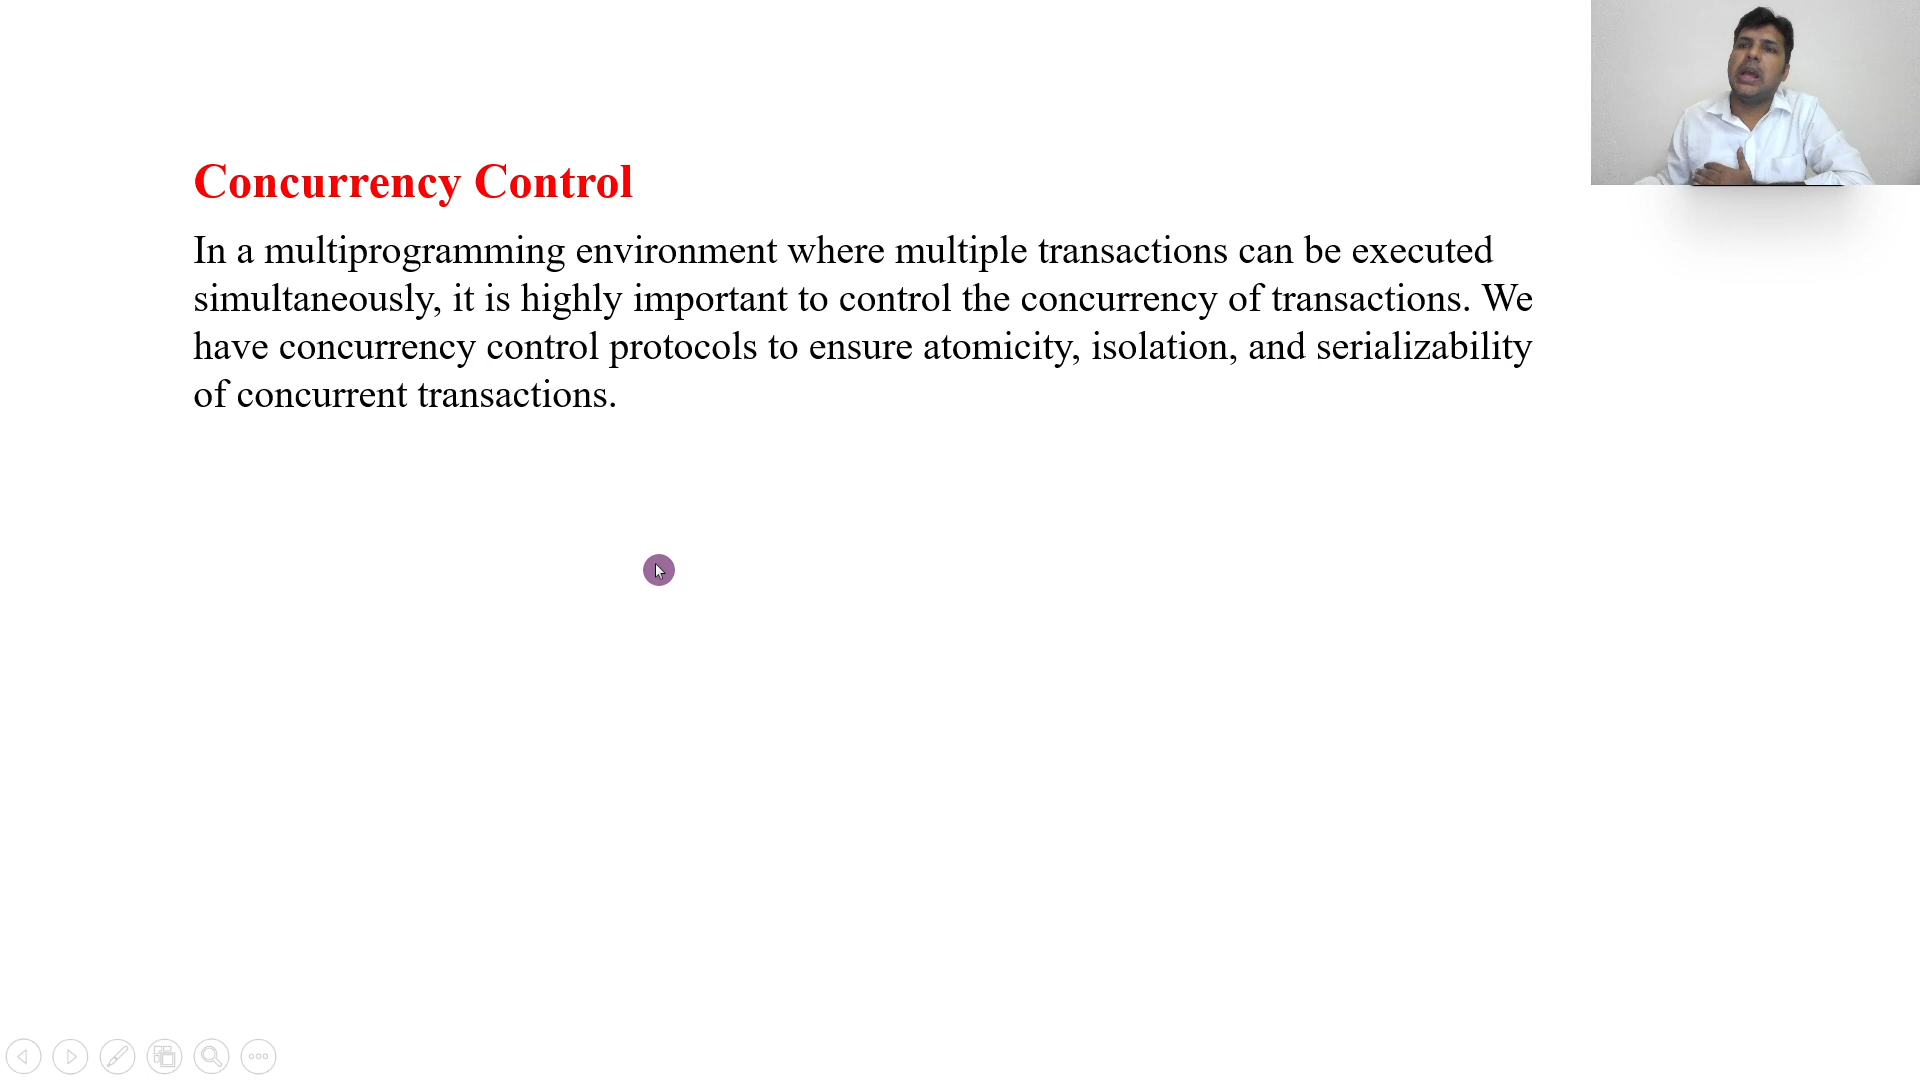 Concurrency Control
In a multiprogramming environment where multiple transactions can be executed
simultaneously, it is highly important to control the concurrency of transactions. We
have concurrency control protocols to ensure atomicity, isolation, and serializability
of concurrent transactions.